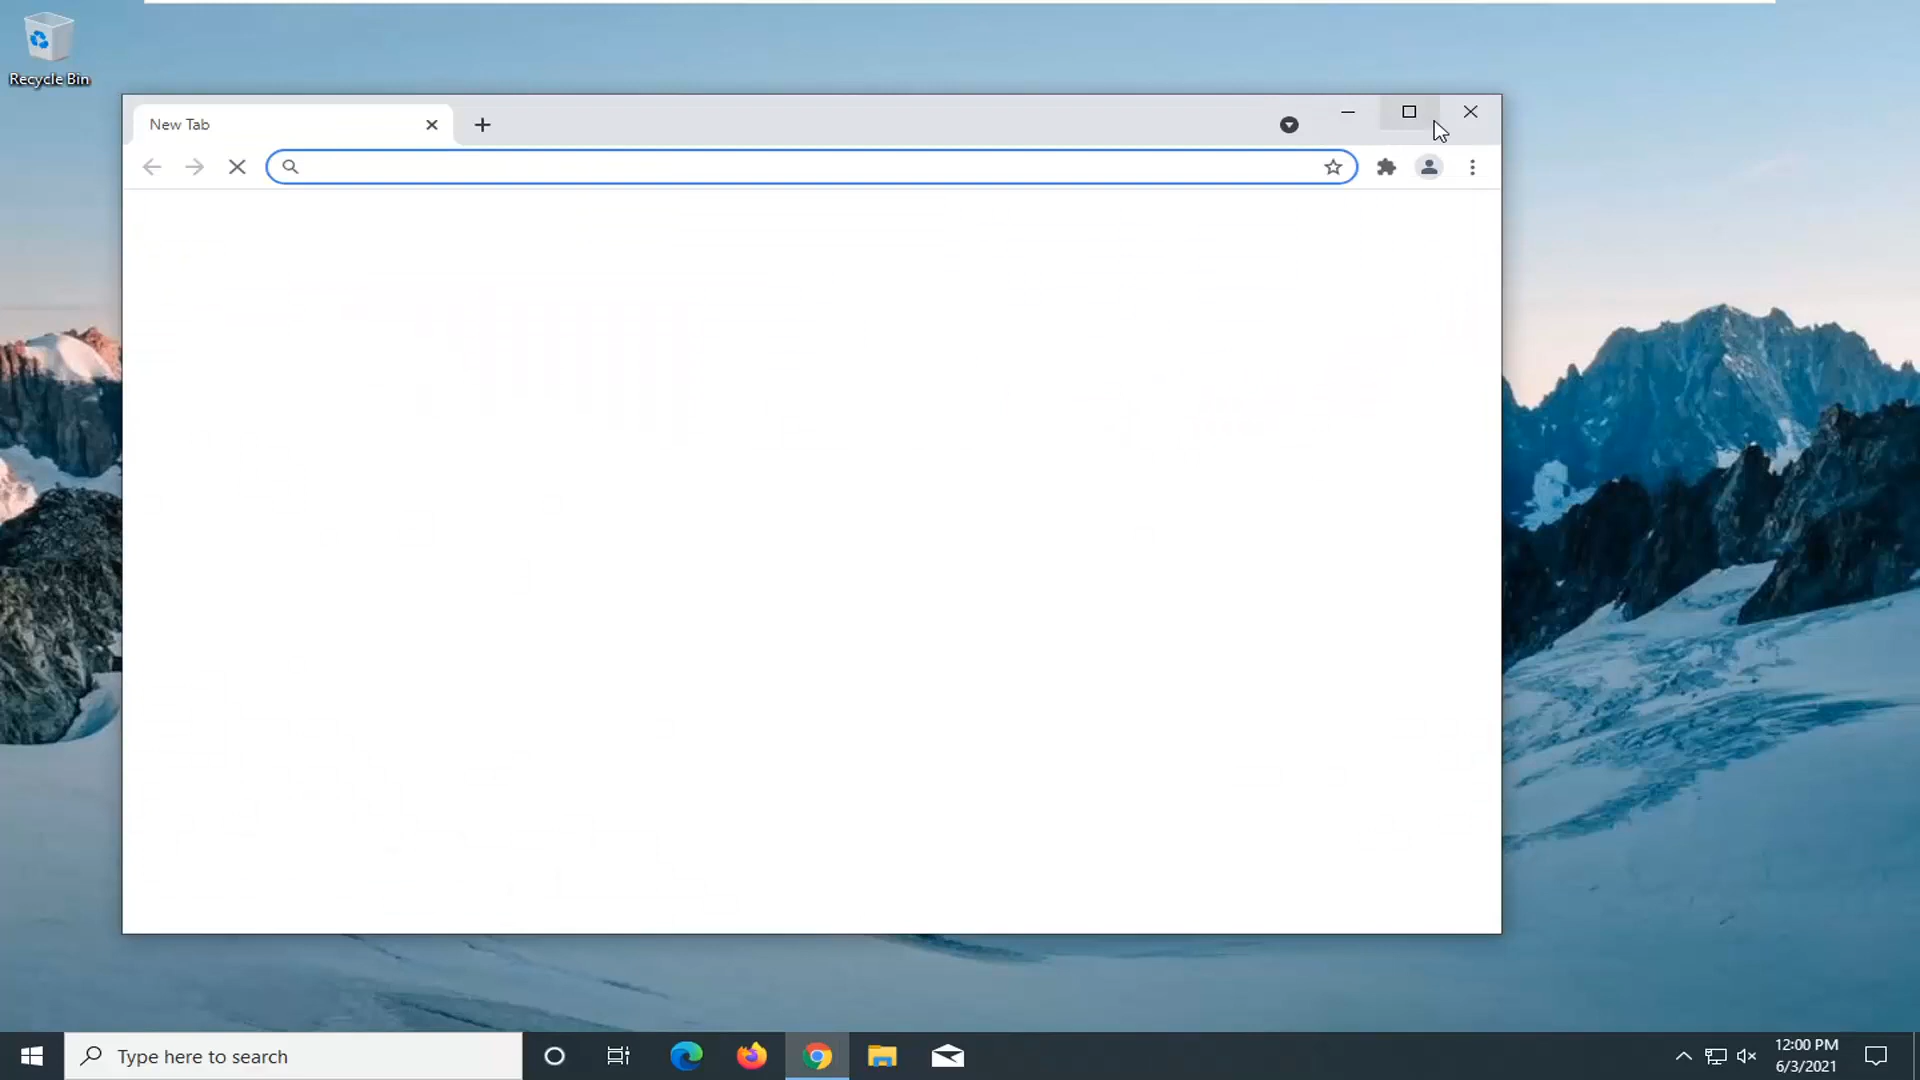 Recycle Bin
New Tab
Type here to search
12:00 PM
6/3/2021